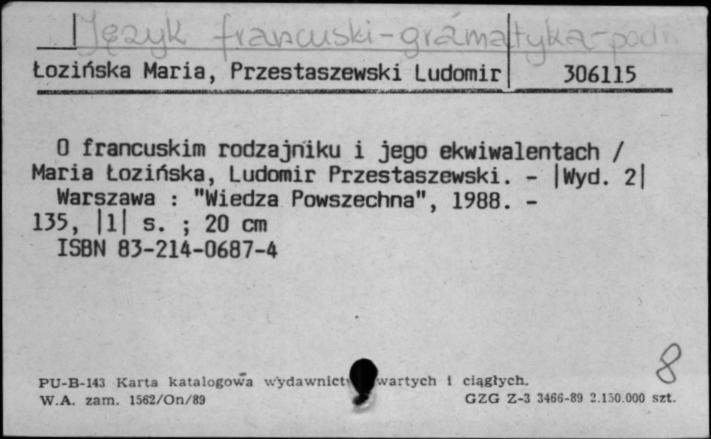 Język francuski-gramatyka-podr.
Łozińska Maria, Przestaszewski Ludomir 306115
O francuskim rodzajniku i jego ekwiwalentach /
Maria Łozińska, Ludomir Przestaszewski. - |Wyd. 2|
Warszawa : "Wiedza Powszechna", 1988. -
135, |1| s. ; 20 cm
ISBN 83-214-0687-4
8
PU-B-143 Karta katalogowa wydawnict wartych i ciągłych.
W.A. zam. 1562/On/89 GZG Z-3 3466-89 2.150.000 szt.